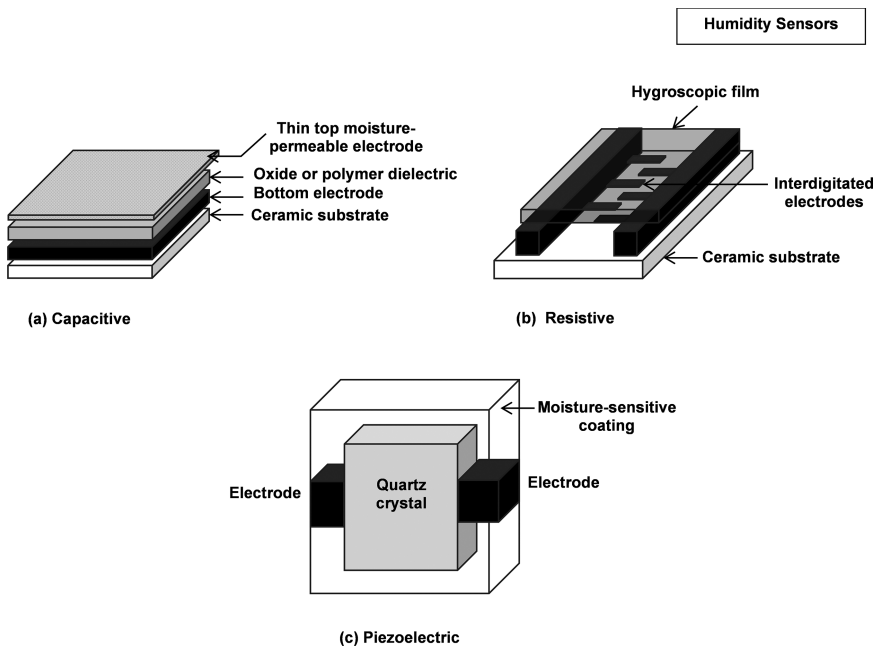 Humidity Sensors
Thin top moisture-
permeable electrode
Oxide or polymer dielectric
Bottom electrode
Ceramic substrate
(a) Capacitive
Hygroscopic film
Interdigitated
electrodes
Ceramic substrate
(b) Resistive
Moisture-sensitive
coating
Electrode
Quartz
crystal
Electrode
(c) Piezoelectric